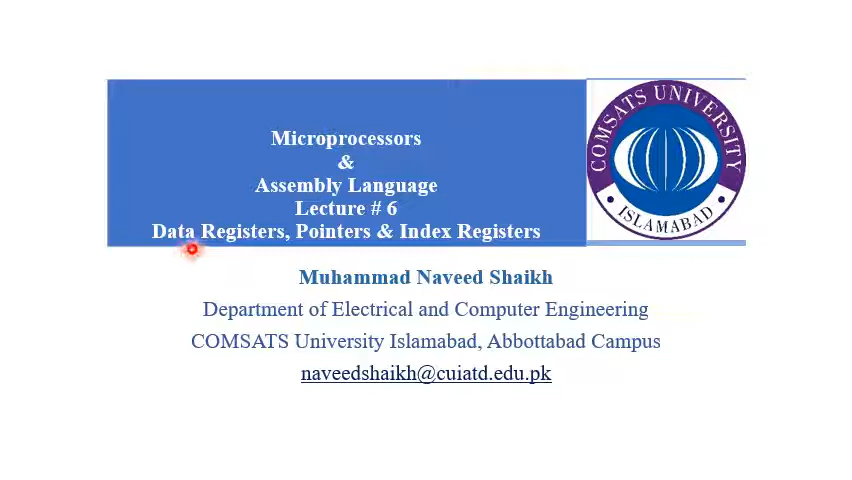 Microprocessors
&
Assembly Language
Lecture # 6
Data Registers, Pointers & Index Registers
COMSATS UNIVERSITY
ISLAMABAD
Muhammad Naveed Shaikh
Department of Electrical and Computer Engineering
COMSATS University Islamabad, Abbottabad Campus
naveedshaikh@cuiatd.edu.pk